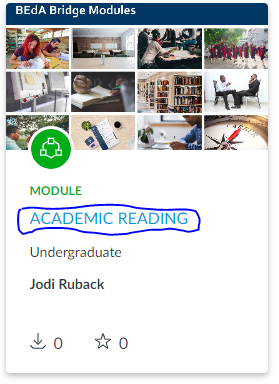 BEdA Bridge Modules
MODULE
ACADEMIC READING
Undergraduate
Jodi Ruback
0 0